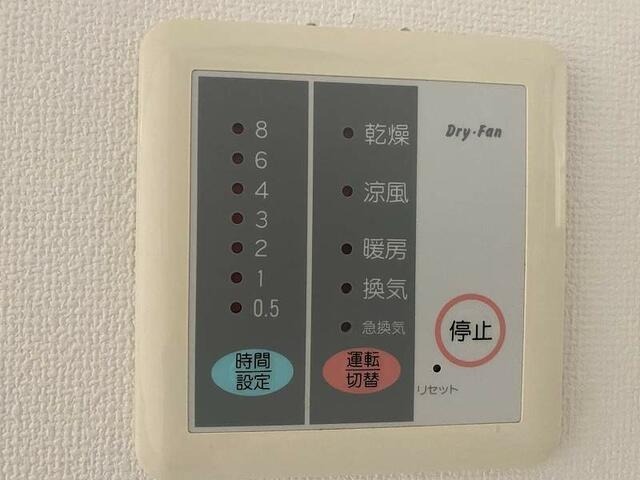 8
6
4
3
2
1
0.5
時間
設定
乾燥
涼風
暖房
換気
急換気
運転
切替
Dry・Fan
停止
リセット